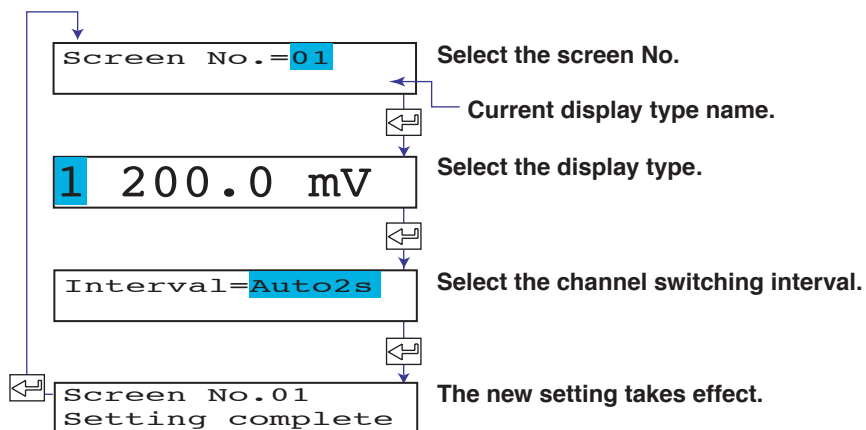 Screen No.=01
Select the screen No.
Current display type name.
1 200.0 mV
Select the display type.
Interval=Auto2s
Select the channel switching interval.
Screen No.01
Setting complete
The new setting takes effect.